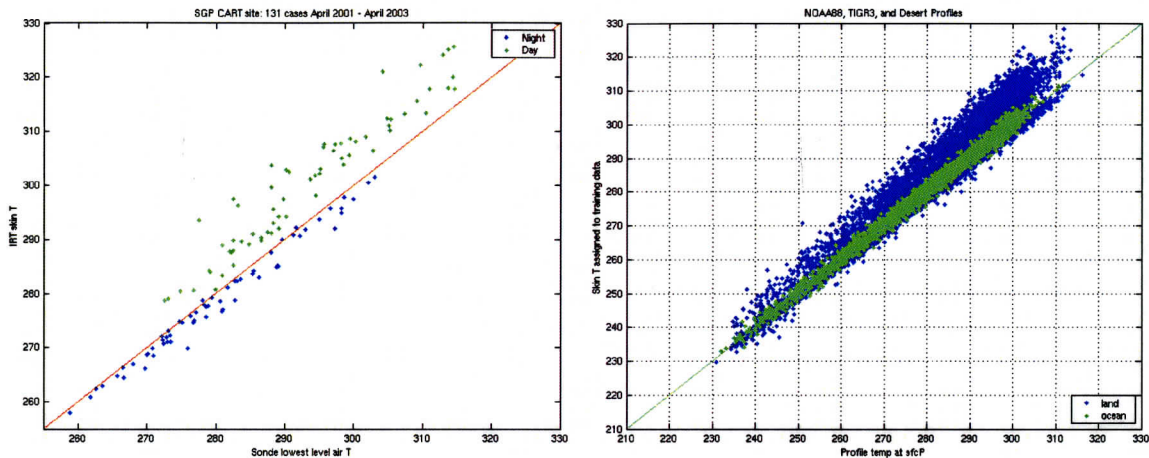 SGP CART site: 131 cases April 2001 - April 2003
330
320
310
300
290
280
270
260
IRT skin T
Night
Day
260 270 280 290 300 310 320 330
Sonde lowest level air T
NOAA88, TIGR3, and Desert Profiles
330
320
310
300
290
280
270
260
250
240
230
220
210
Skin T assigned to training data
land
ocean
210 220 230 240 250 260 270 280 290 300 310 320 330
Profile temp at sfcP